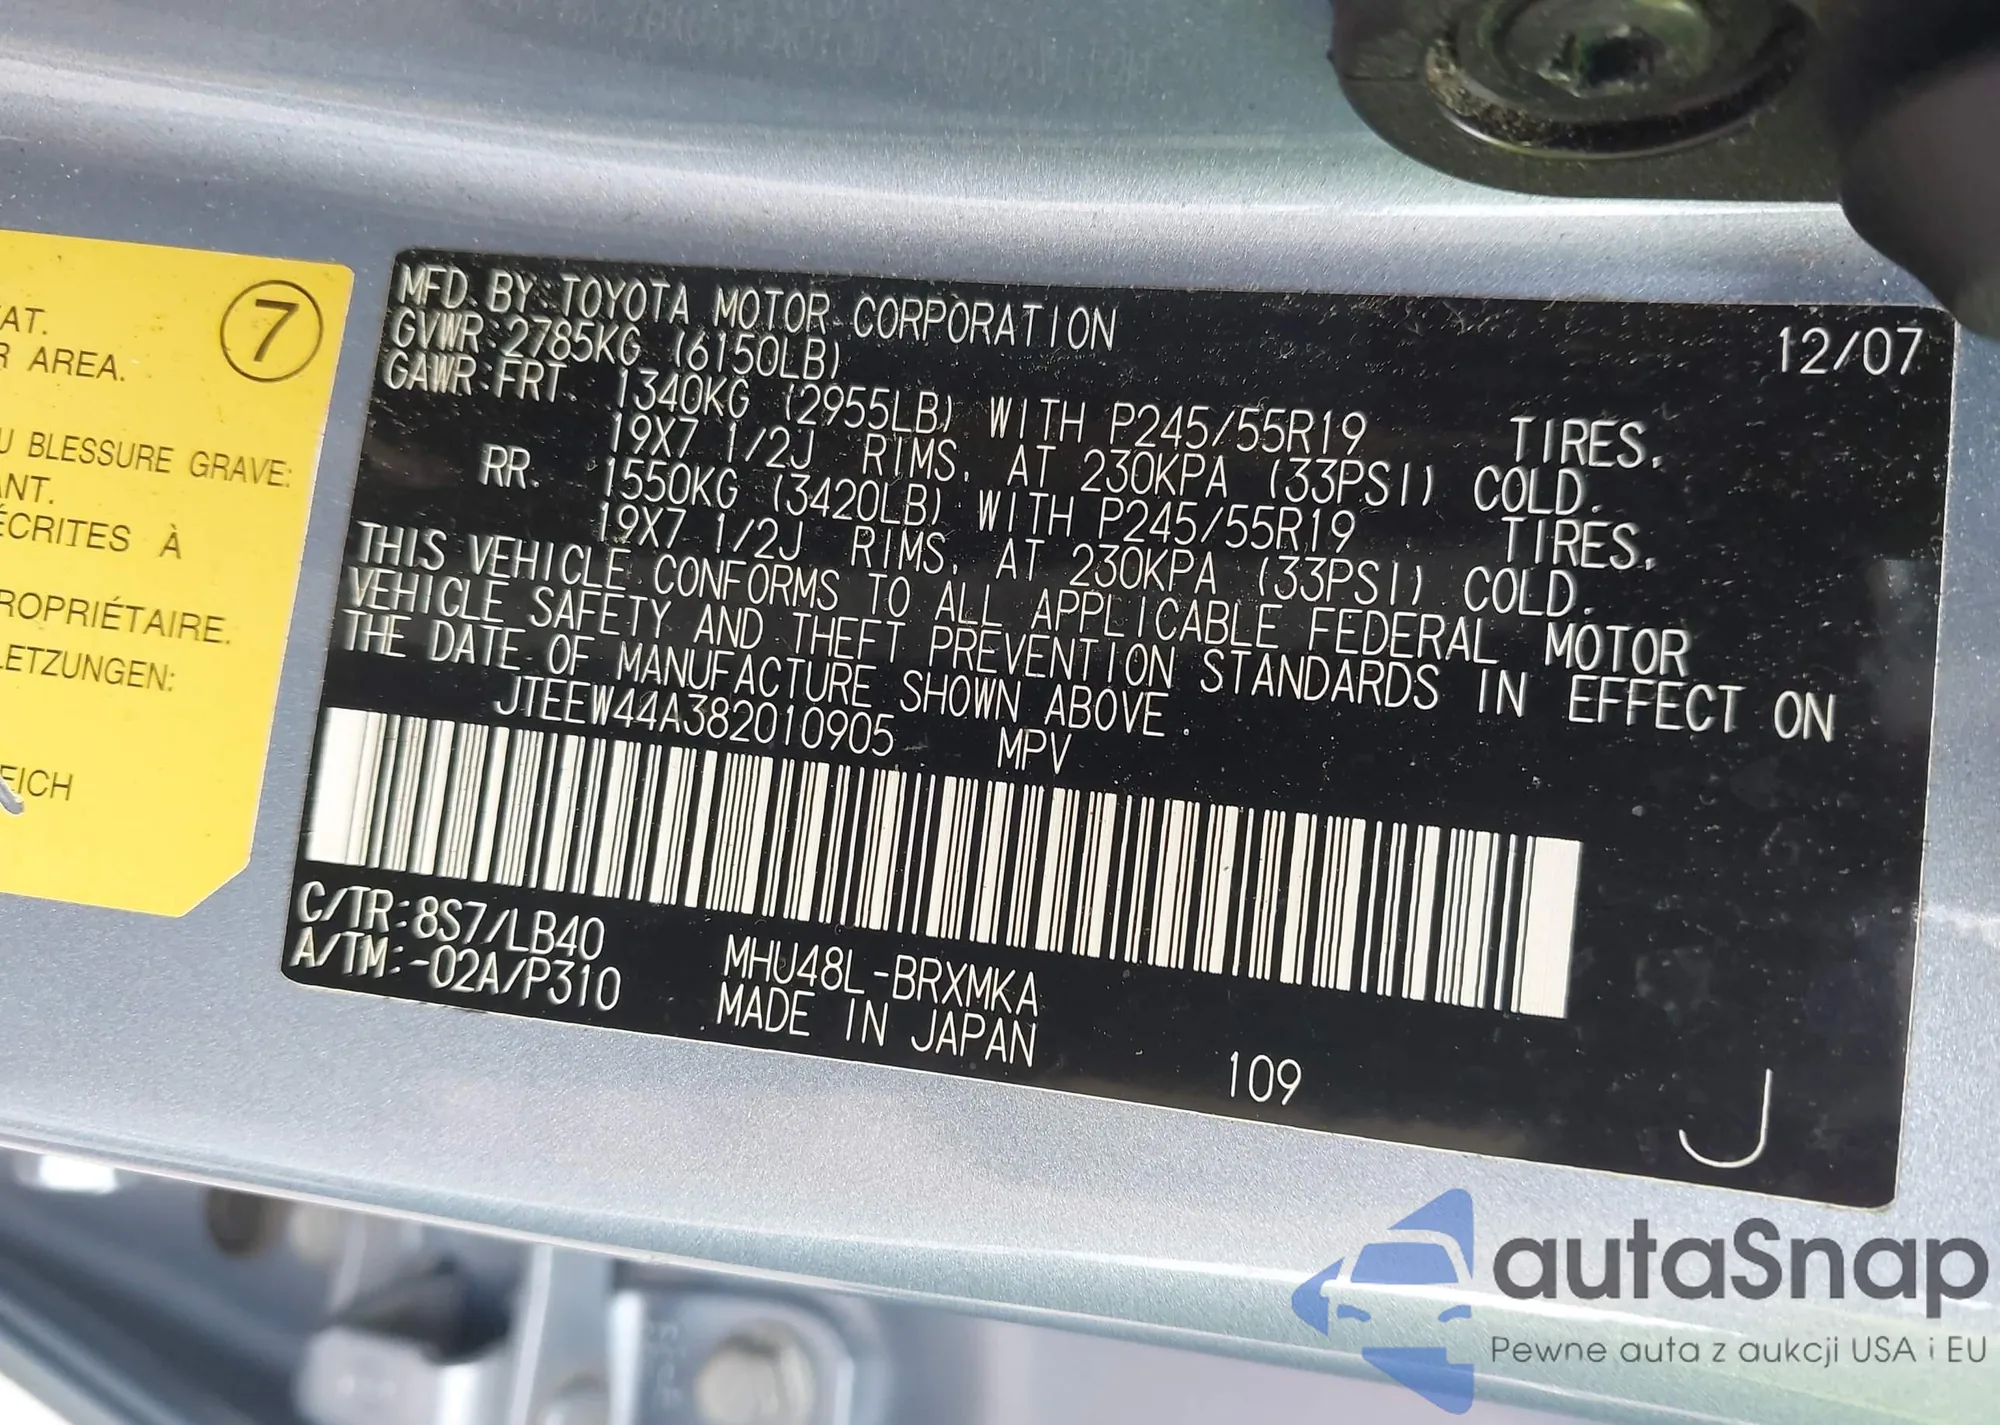 AT.
R AREA.
7
U BLESSURE GRAVE:
ANT.
ÉCRITES À
ROPRIÉTAIRE.
LETZUNGEN:
EICH
MFD. BY: TOYOTA MOTOR CORPORATION 12/07
GVWR: 2785KG (6150LB)
GAWR: FRT. 1340KG (2955LB) WITH P245/55R19 TIRES,
19X7 1/2J RIMS, AT 230KPA (33PSI) COLD.
RR. 1550KG (3420LB) WITH P245/55R19 TIRES,
19X7 1/2J RIMS, AT 230KPA (33PSI) COLD.
THIS VEHICLE CONFORMS TO ALL APPLICABLE FEDERAL MOTOR
VEHICLE SAFETY AND THEFT PREVENTION STANDARDS IN EFFECT ON
THE DATE OF MANUFACTURE SHOWN ABOVE.
JTEEW44A382010905 MPV
C/TR: 8S7/LB40
A/TM: -02A/P310
MHU48L-BRXMKA
MADE IN JAPAN
109
J
autaSnap
Pewne auta z aukcji USA i EU